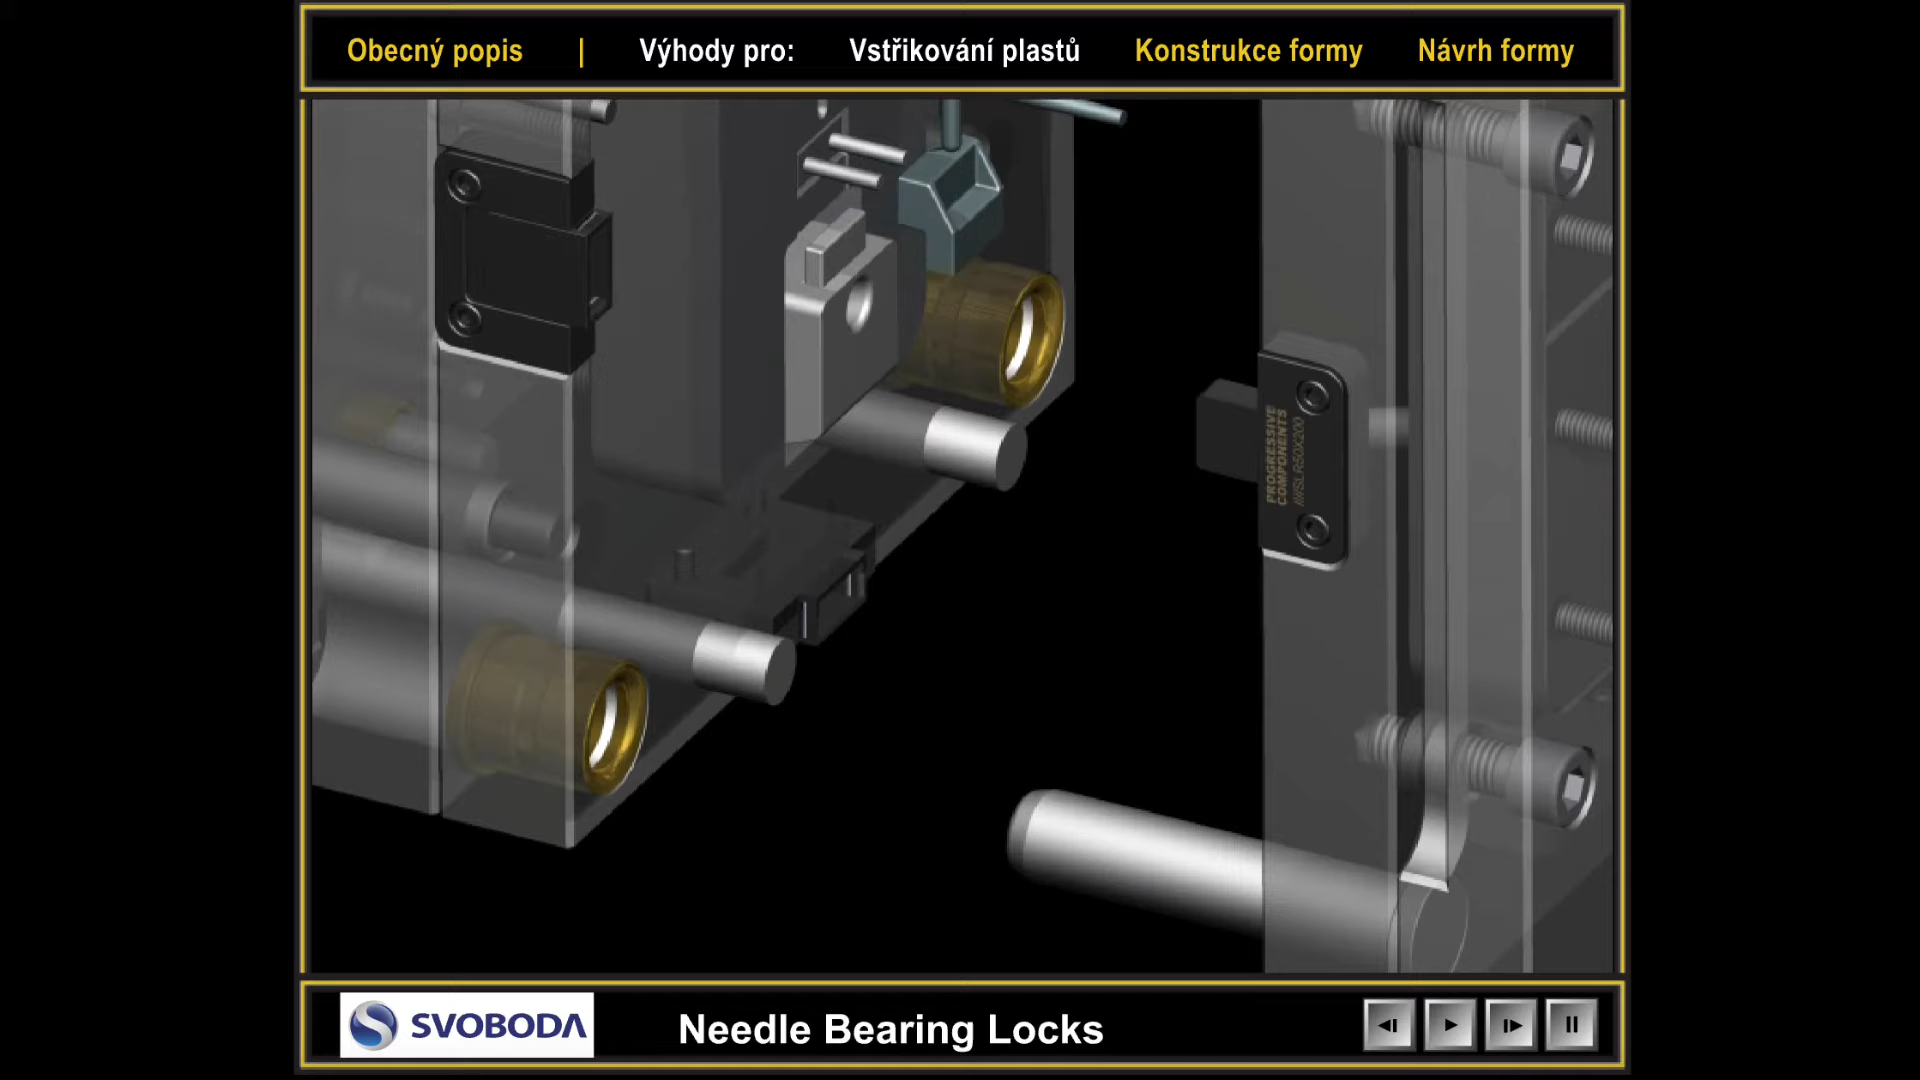 Obecný popis | Výhody pro: Vstřikování plastů Konstrukce formy Návrh formy
PROGRESSIVE
COMPONENTS
SVOBODA
Needle Bearing Locks